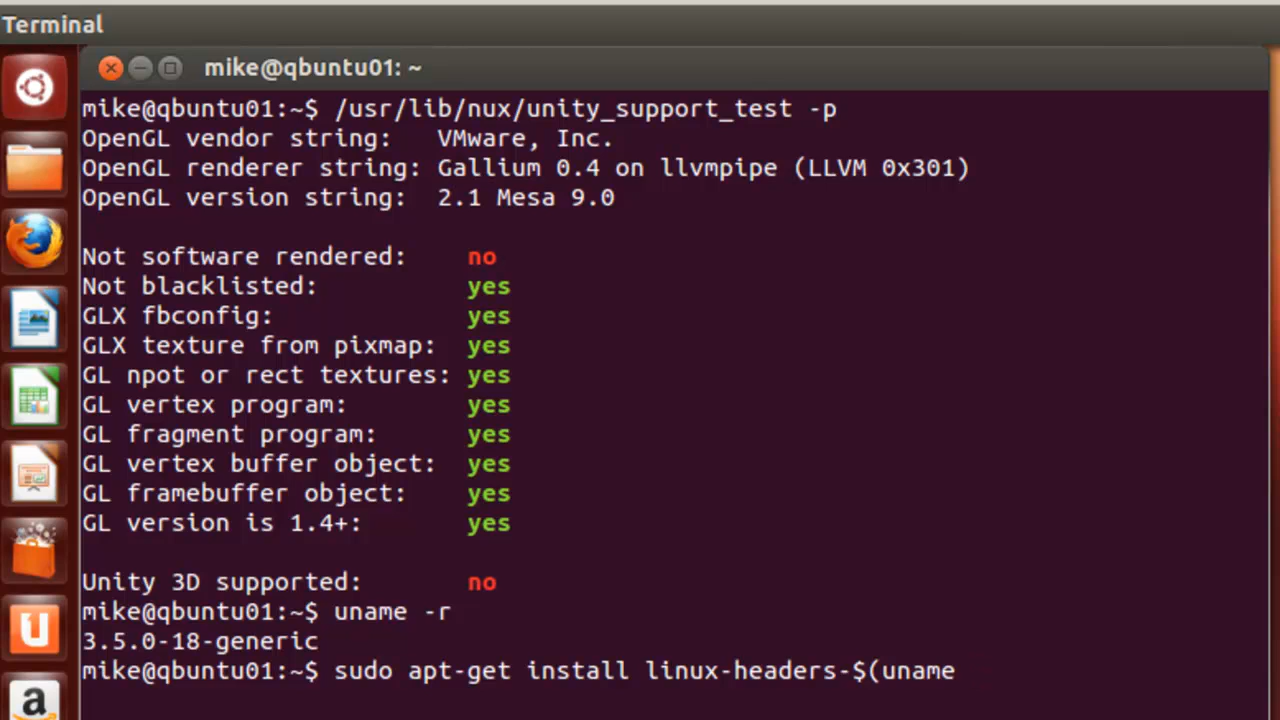 Terminal
mike@qbuntu01: ~
mike@qbuntu01:~$ /usr/lib/nux/unity_support_test -p
OpenGL vendor string:   VMware, Inc.
OpenGL renderer string: Gallium 0.4 on llvmpipe (LLVM 0x301)
OpenGL version string:  2.1 Mesa 9.0
Not software rendered:    no
Not blacklisted:          yes
GLX fbconfig:             yes
GLX texture from pixmap:  yes
GL npot or rect textures: yes
GL vertex program:        yes
GL fragment program:      yes
GL vertex buffer object:  yes
GL framebuffer object:    yes
GL version is 1.4+:       yes
Unity 3D supported:       no
mike@qbuntu01:~$ uname -r
3.5.0-18-generic
mike@qbuntu01:~$ sudo apt-get install linux-headers-$(uname